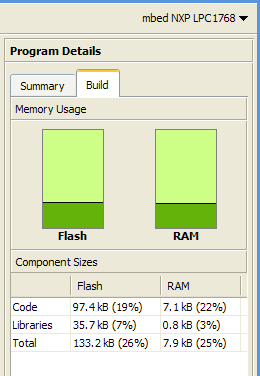 mbed NXP LPC1768
Program Details
Summary Build
Memory Usage
Flash RAM
Component Sizes
Flash RAM
Code 97.4 kB (19%) 7.1 kB (22%)
Libraries 35.7 kB (7%) 0.8 kB (3%)
Total 133.2 kB (26%) 7.9 kB (25%)